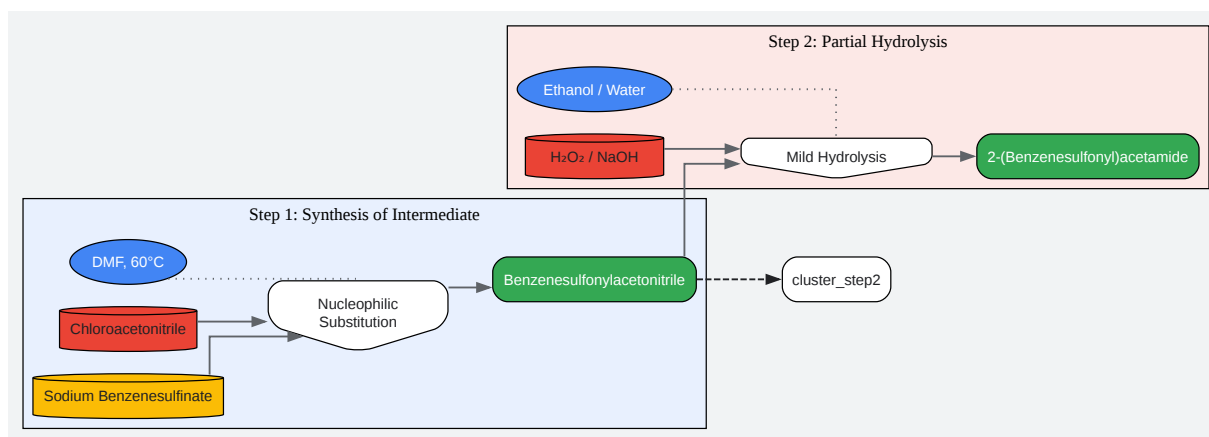 Step 2: Partial Hydrolysis
Ethanol / Water
H₂O₂ / NaOH
Mild Hydrolysis
2-(Benzenesulfonyl)acetamide
Step 1: Synthesis of Intermediate
DMF, 60°C
Chloroacetonitrile
Sodium Benzenesulfinate
Nucleophilic
Substitution
Benzenesulfonylacetonitrile
cluster_step2